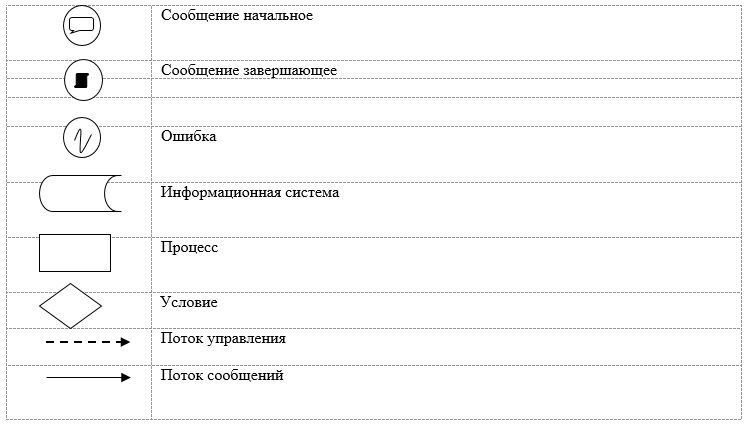 Сообщение начальное
Сообщение завершающее
Ошибка
Информационная система
Процесс
Условие
Поток управления
Поток сообщений